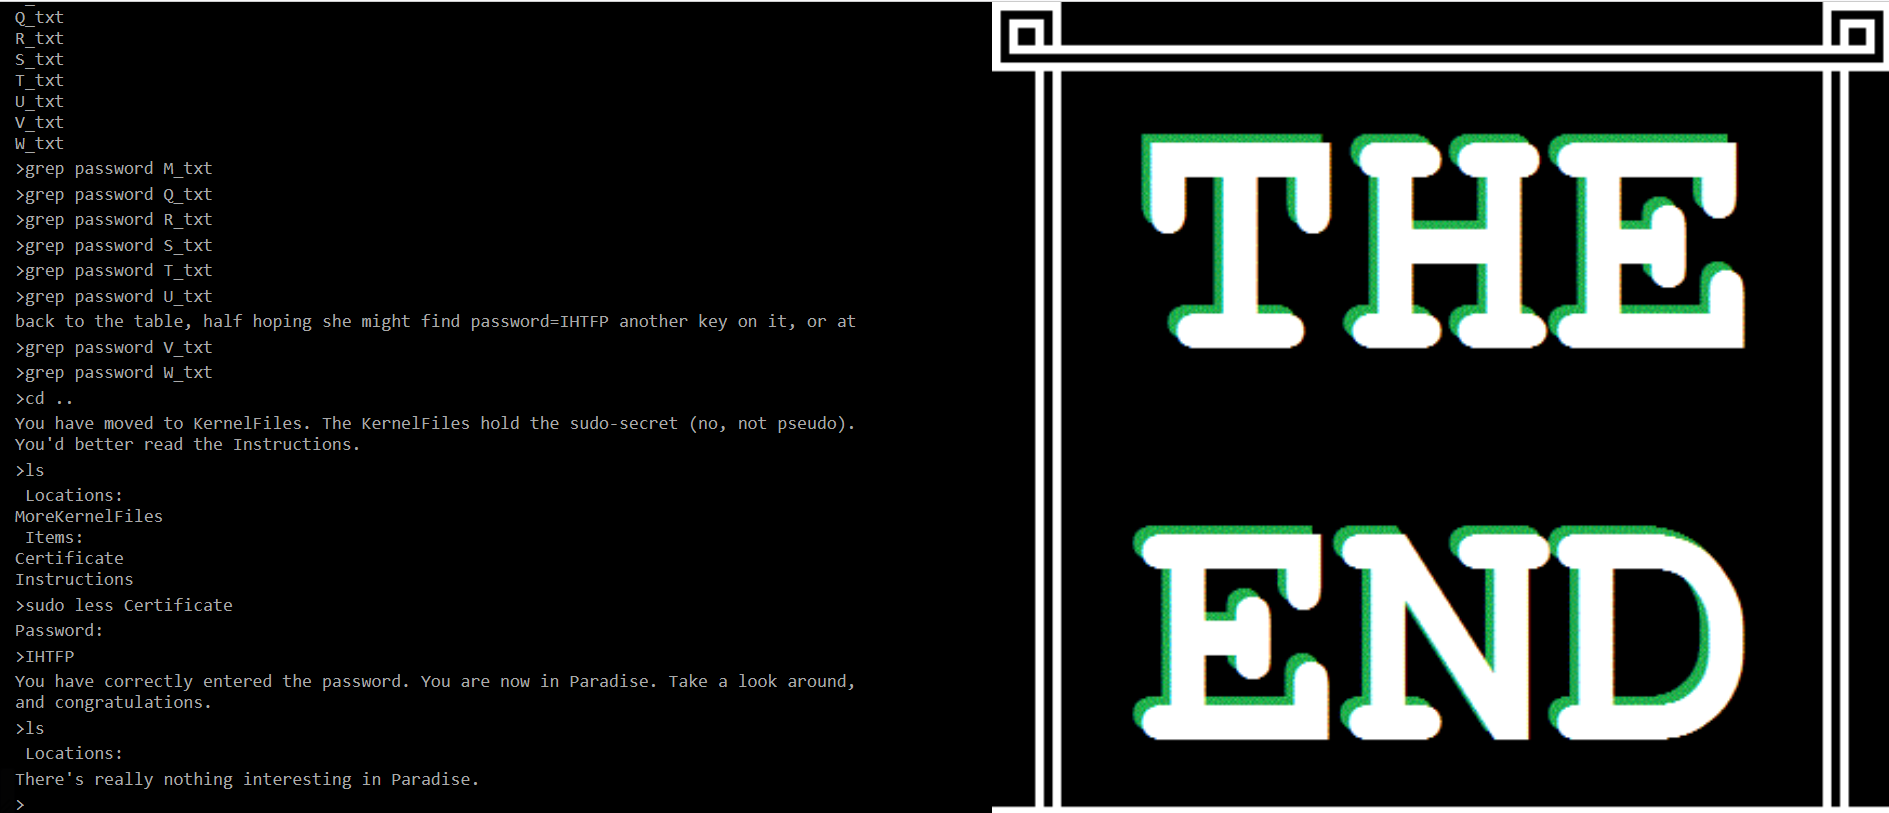 Q_txt
R_txt
S_txt
T_txt
U_txt
V_txt
W_txt
>grep password M_txt
>grep password Q_txt
>grep password R_txt
>grep password S_txt
>grep password T_txt
>grep password U_txt
back to the table, half hoping she might find password=IHTFP another key on it, or at
>grep password V_txt
>grep password W_txt
>cd ..
You have moved to KernelFiles. The KernelFiles hold the sudo-secret (no, not pseudo).
You'd better read the Instructions.
>ls
Locations:
MoreKernelFiles
Items:
Certificate
Instructions
>sudo less Certificate
Password:
>IHTFP
You have correctly entered the password. You are now in Paradise. Take a look around,
and congratulations.
>ls
Locations:
There's really nothing interesting in Paradise.
>
THE
END